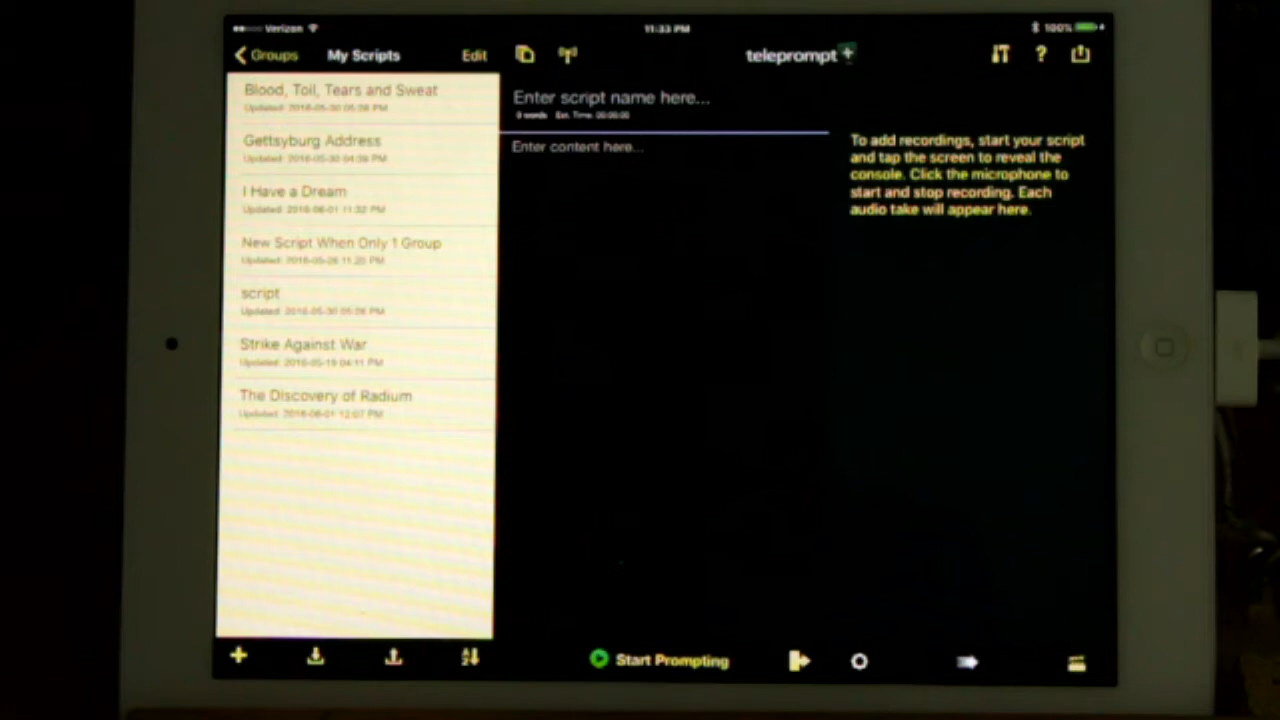 Verizon
11:33 PM
100%
Groups
My Scripts
Edit
teleprompt+
?
Blood, Toil, Tears and Sweat
Updated: 2016-05-30 05:28 PM
Gettsyburg Address
Updated: 2016-05-30 04:39 PM
I Have a Dream
Updated: 2016-06-01 11:32 PM
New Script When Only 1 Group
Updated: 2016-05-26 11:20 PM
script
Updated: 2016-05-30 05:26 PM
Strike Against War
Updated: 2016-05-19 04:11 PM
The Discovery of Radium
Updated: 2016-06-01 12:07 PM
Enter script name here...
0 words Est. Time: 00:00:00
Enter content here...
To add recordings, start your script
and tap the screen to reveal the
console. Click the microphone to
start and stop recording. Each
audio take will appear here.
Start Prompting